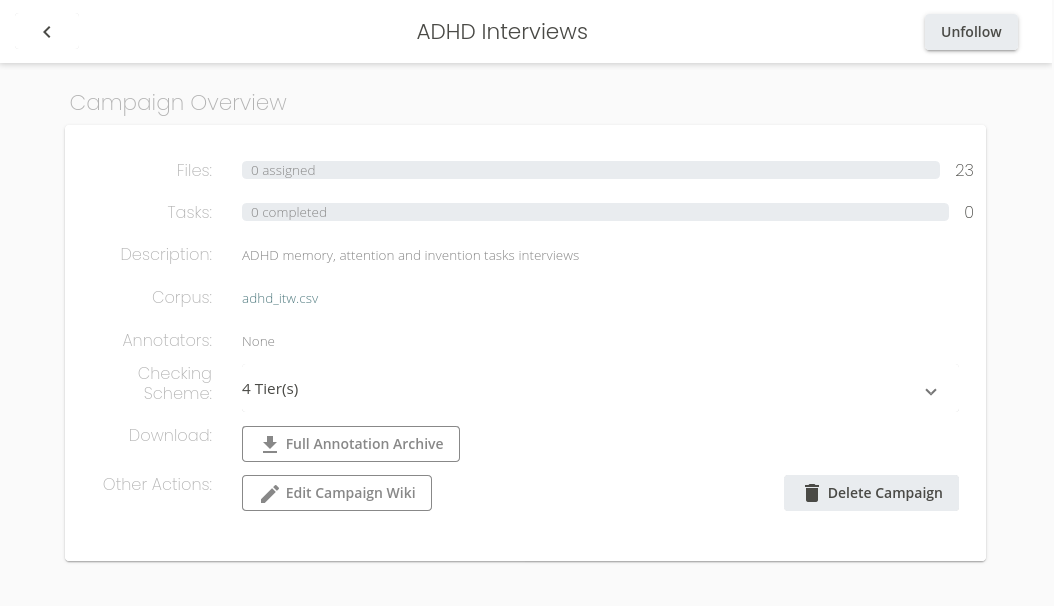 ADHD Interviews
Unfollow
Campaign Overview
Files:
0 assigned
23
Tasks:
0 completed
0
Description:
ADHD memory, attention and invention tasks interviews
Corpus:
adhd_itw.csv
Annotators:
None
Checking
Scheme:
4 Tier(s)
Download:
Full Annotation Archive
Other Actions:
Edit Campaign Wiki
Delete Campaign